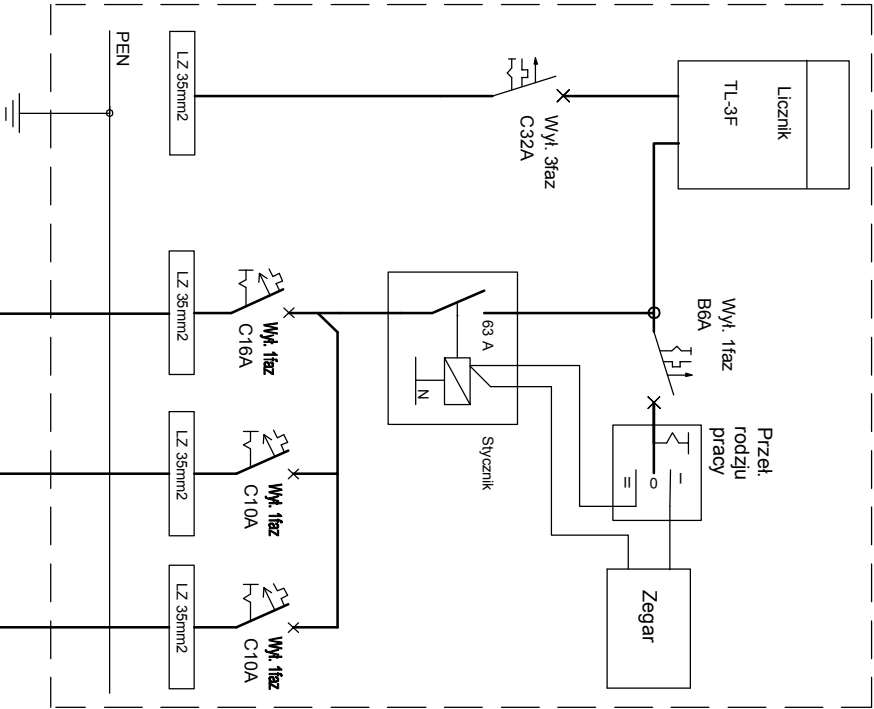 Licznik
TL-3F
Przeł.
rodzju
pracy
Wył. 1faz
B6A
I
0
II
Zegar
Wył. 3faz
C32A
63 A
N
Stycznik
Wył. 1faz
C16A
Wył. 1faz
C10A
Wył. 1faz
C10A
LZ 35mm2
LZ 35mm2
LZ 35mm2
LZ 35mm2
PEN